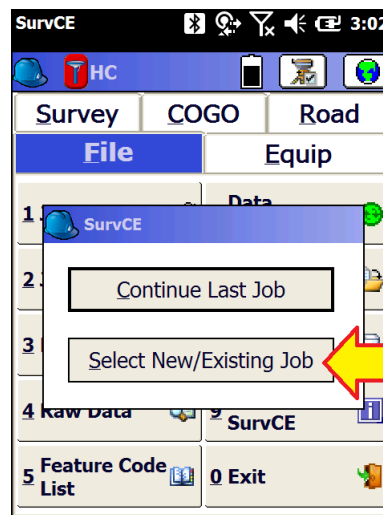 SurvCE 3:02
HC
Survey COGO Road
File Equip
1 Data
SurvCE
2
Continue Last Job
3
Select New/Existing Job
4 Raw Data 9 SurvCE
5 Feature Code List 0 Exit